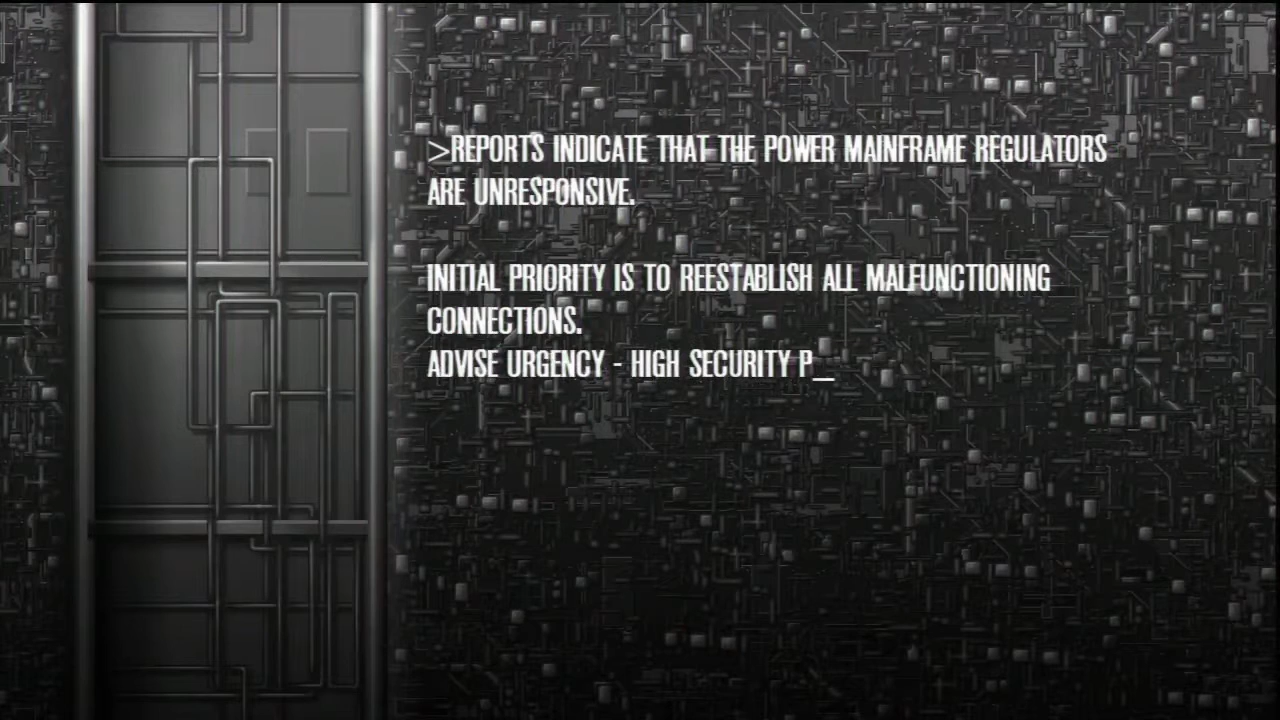 >REPORTS INDICATE THAT THE POWER MAINFRAME REGULATORS
ARE UNRESPONSIVE.
INITIAL PRIORITY IS TO REESTABLISH ALL MALFUNCTIONING
CONNECTIONS.
ADVISE URGENCY - HIGH SECURITY P_